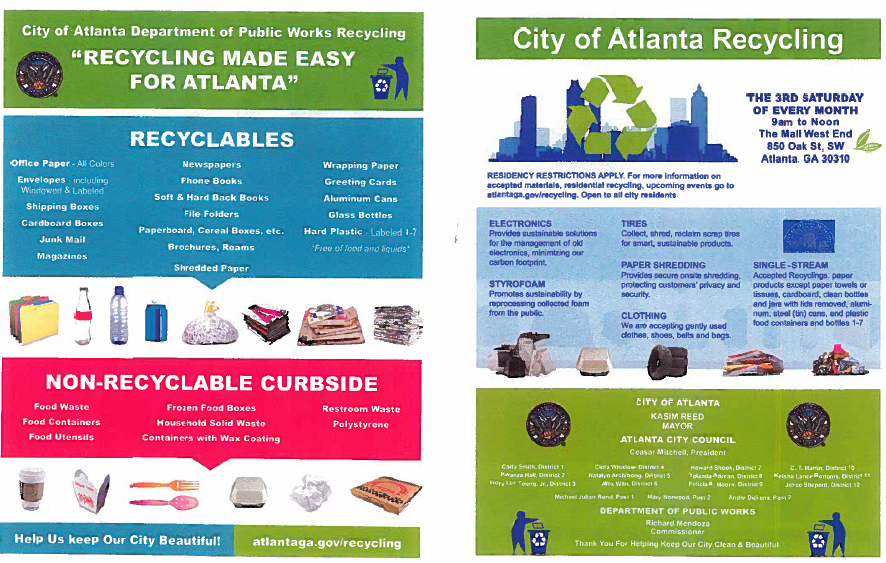 City of Atlanta Department of Public Works Recycling
“RECYCLING MADE EASY
FOR ATLANTA”
RECYCLABLES
Office Paper - All Colors
Envelopes - including
Windowed & Labeled
Shipping Boxes
Cardboard Boxes
Junk Mail
Magazines
Newspapers
Phone Books
Soft & Hard Back Books
File Folders
Paperboard, Cereal Boxes, etc.
Brochures, Reams
Shredded Paper
Wrapping Paper
Greeting Cards
Aluminum Cans
Glass Bottles
Hard Plastic - Labeled 1-7
*Free of food and liquids*
NON-RECYCLABLE CURBSIDE
Food Waste
Food Containers
Food Utensils
Frozen Food Boxes
Household Solid Waste
Containers with Wax Coating
Restroom Waste
Polystyrene
Help Us keep Our City Beautiful!
atlantaga.gov/recycling
City of Atlanta Recycling
THE 3RD SATURDAY
OF EVERY MONTH
9am to Noon
The Mall West End
850 Oak St, SW
Atlanta, GA 30310
RESIDENCY RESTRICTIONS APPLY. For more information on
accepted materials, residential recycling, upcoming events go to
atlantaga.gov/recycling. Open to all city residents.
ELECTRONICS
Provides sustainable solutions
for the management of old
electronics, minimizing our
carbon footprint.
STYROFOAM
Promotes sustainability by
reprocessing collected foam
from the public.
TIRES
Collect, shred, reclaim scrap tires
for smart, sustainable products.
PAPER SHREDDING
Provides secure onsite shredding,
protecting customers' privacy and
security.
CLOTHING
We are accepting gently used
clothes, shoes, belts and bags.
SINGLE-STREAM
Accepted Recyclings: paper
products except paper towels or
tissues, cardboard, clean bottles
and jars with lids removed, alumi-
num, steel (tin) cans, and plastic
food containers and bottles 1-7
CITY OF ATLANTA
KASIM REED
MAYOR
ATLANTA CITY COUNCIL
Ceasar Mitchell, President
Carla Smith, District 1
Kwanza Hall, District 2
Ivory Lee Young, Jr., District 3
Cleta Winslow, District 4
Natalyn Archibong, District 5
Alex Wan, District 6
Howard Shook, District 7
Yolanda Adrean, District 8
Felicia A. Moore, District 9
C. T. Martin, District 10
Keisha Lance Bottoms, District 11
Joyce Sheperd, District 12
Michael Julian Bond, Post 1 Mary Norwood, Post 2 Andre Dickens, Post 3
DEPARTMENT OF PUBLIC WORKS
Richard Mendoza
Commissioner
Thank You For Helping Keep Our City Clean & Beautiful